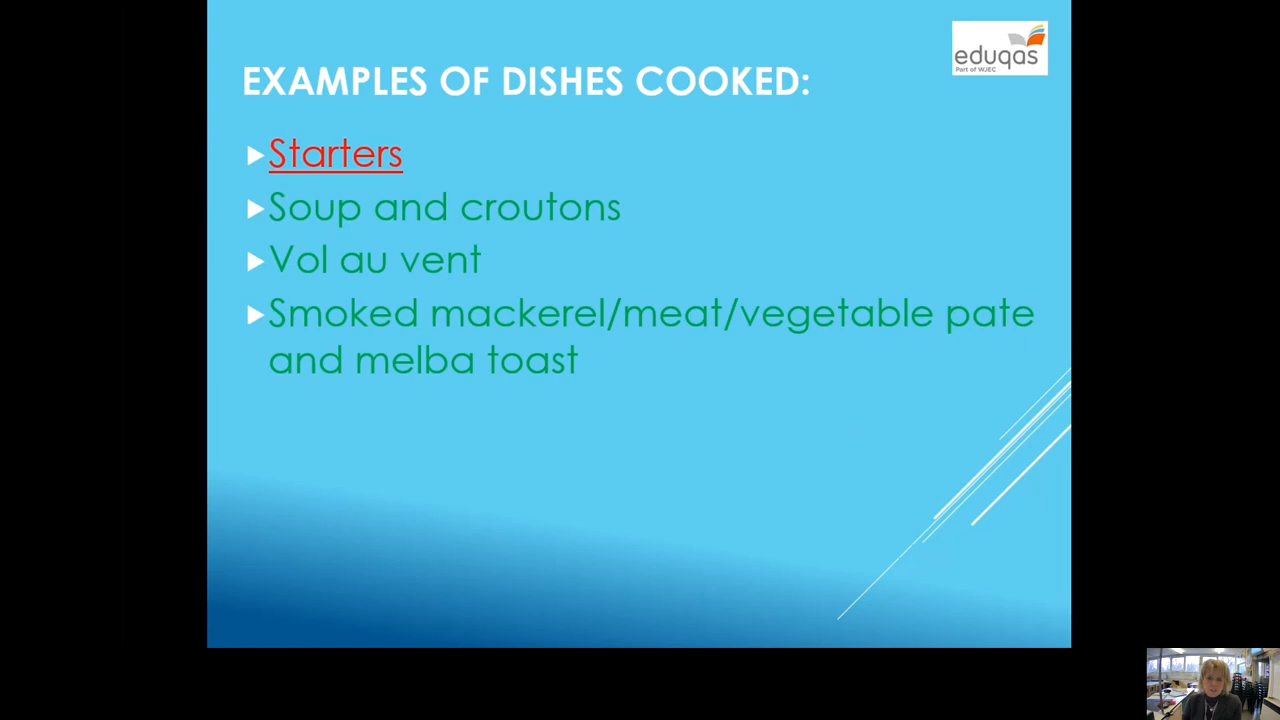 eduqas
Part of WJEC
EXAMPLES OF DISHES COOKED:
Starters
Soup and croutons
Vol au vent
Smoked mackerel/meat/vegetable pate
and melba toast